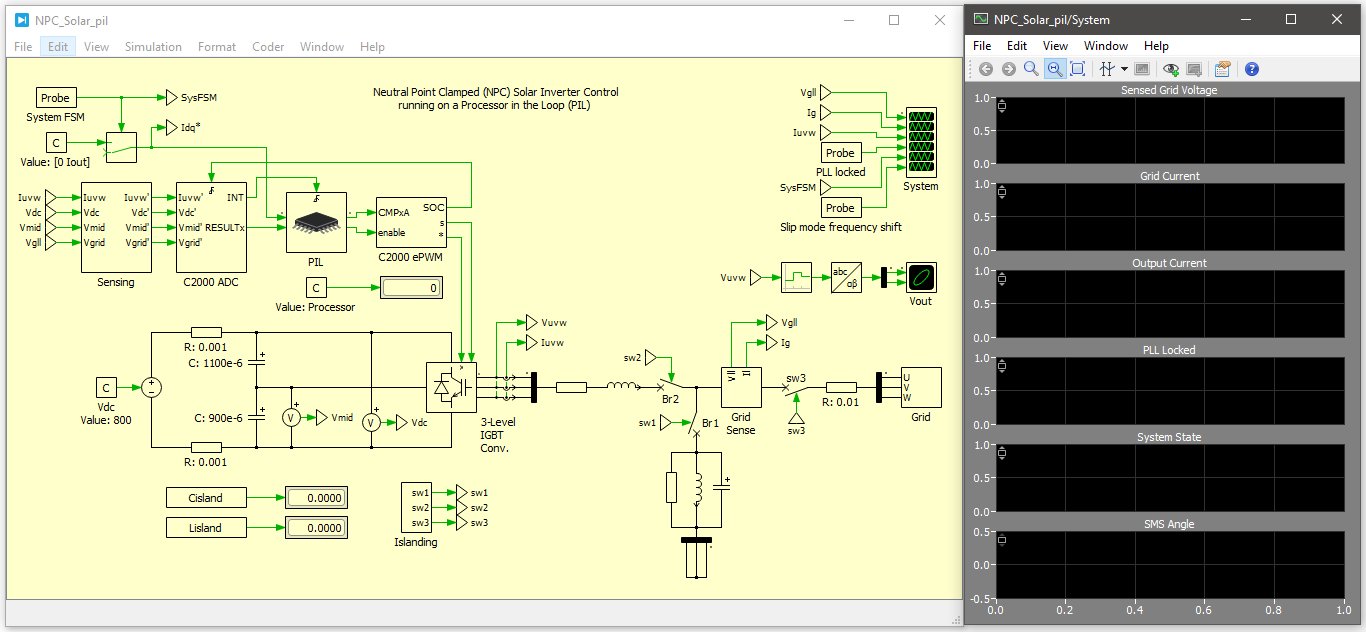 NPC_Solar_pil
File Edit View Simulation Format Coder Window Help
Neutral Point Clamped (NPC) Solar Inverter Control
running on a Processor in the Loop (PIL)
Probe
System FSM
SysFSM
Idq*
C
Value: [0 Iout]
Iuvw
Vdc
Vmid
Vgll
Iuvw Iuvw'
Vdc Vdc'
Vmid Vmid'
Vgrid Vgrid'
Sensing
Iuvw' INT
Vdc'
Vmid' RESULTx
Vgrid'
C2000 ADC
PIL
CMPxA SOC
s
enable *
C2000 ePWM
C
Value: Processor
0
Vgll
Ig
Iuvw
Probe
PLL locked
SysFSM
Probe
Slip mode frequency shift
System
Vuvw
abc
αβ
Vout
R: 0.001
C: 1100e-6
+
C
Vdc
Value: 800
+
−
C: 900e-6
+
V
+
Vmid
V
+
Vdc
R: 0.001
3-Level
IGBT
Conv.
Vuvw
Iuvw
sw2
Br2
sw1
Br1
+
Vgll
Ig
Vll
II
Grid
Sense
sw3
sw3
R: 0.01
U
V
W
Grid
Cisland
0.0000
Lisland
0.0000
sw1 sw1
sw2 sw2
sw3 sw3
Islanding
NPC_Solar_pil/System
File Edit View Window Help
Sensed Grid Voltage
1.0
0.5
0.0
Grid Current
1.0
0.5
0.0
Output Current
1.0
0.5
0.0
PLL Locked
1.0
0.5
0.0
System State
1.0
0.5
0.0
SMS Angle
0.5
0.0
-0.5
0.0 0.2 0.4 0.6 0.8 1.0